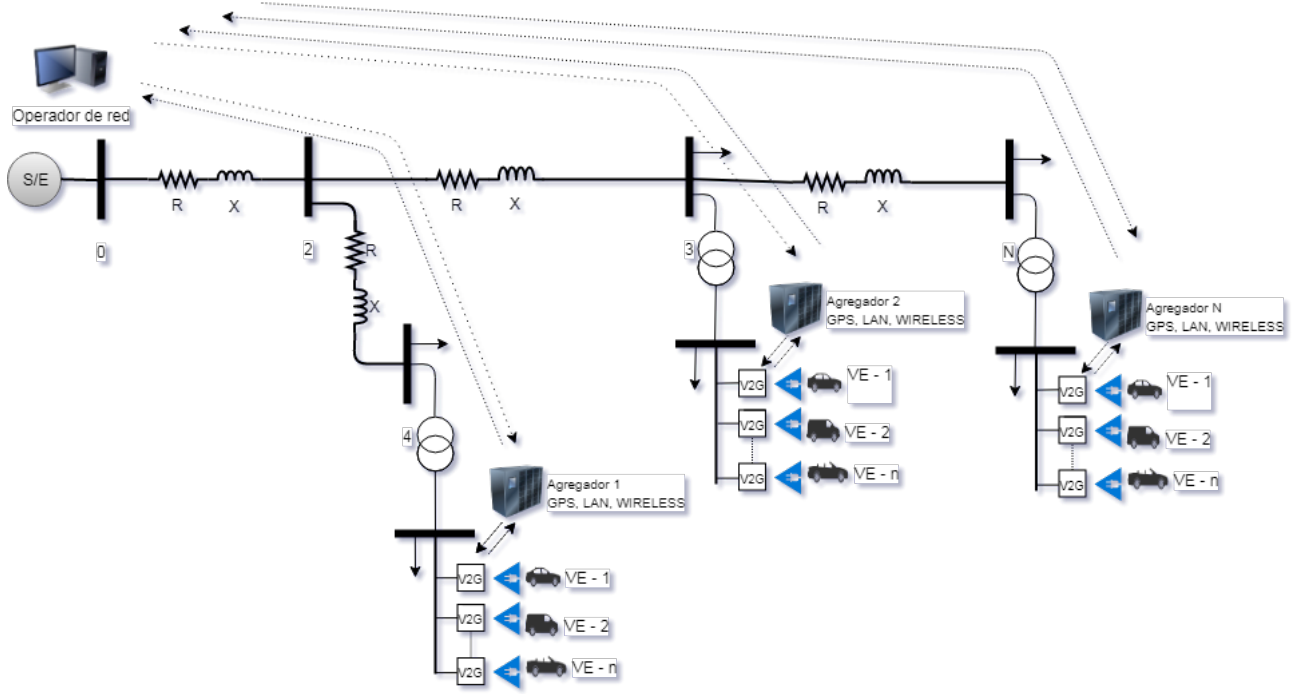 Operador de red
S/E
R
X
R
X
R
X
0
2
3
N
R
X
Agregador 2
GPS, LAN, WIRELESS
Agregador N
GPS, LAN, WIRELESS
V2G
VE - 1
V2G
VE - 2
V2G
VE - n
V2G
VE - 1
V2G
VE - 2
V2G
VE - n
4
Agregador 1
GPS, LAN, WIRELESS
V2G
VE - 1
V2G
VE - 2
V2G
VE - n